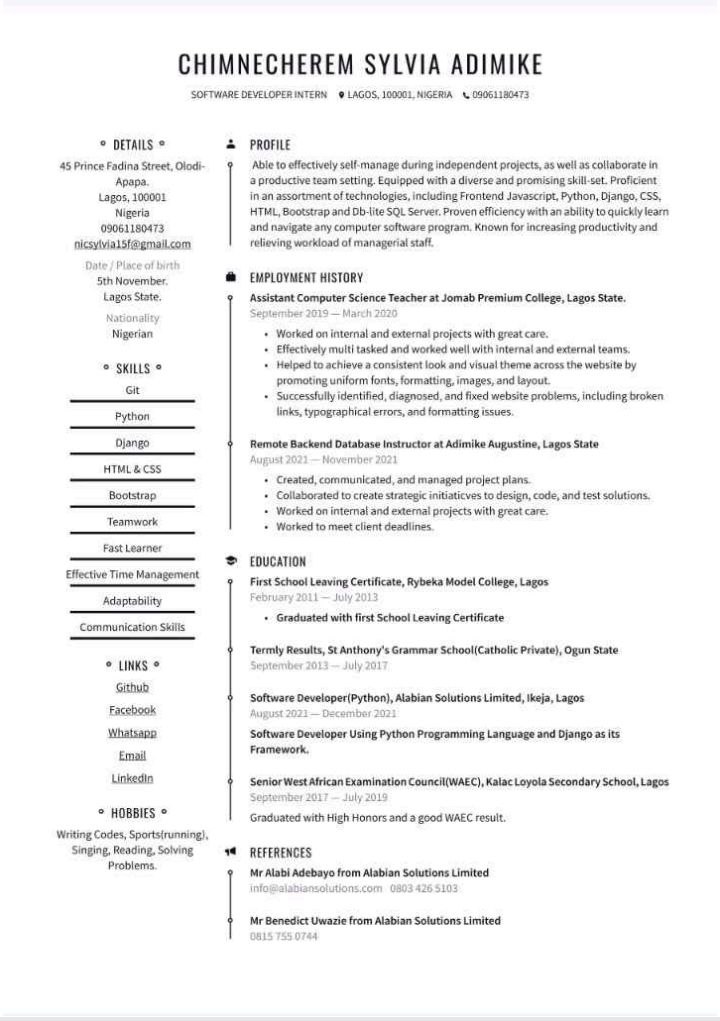 CHIMNECHEREM SYLVIA ADIMIKE
SOFTWARE DEVELOPER INTERN LAGOS, 100001, NIGERIA 09061180473
DETAILS
45 Prince Fadina Street, Olodi-
Apapa.
Lagos, 100001
Nigeria
09061180473
nicsylvia15f@gmail.com
Date / Place of birth
5th November.
Lagos State.
Nationality
Nigerian
SKILLS
Git
Python
Django
HTML & CSS
Bootstrap
Teamwork
Fast Learner
Effective Time Management
Adaptability
Communication Skills
LINKS
Github
Facebook
Whatsapp
Email
LinkedIn
HOBBIES
Writing Codes, Sports(running),
Singing, Reading, Solving
Problems.
PROFILE
Able to effectively self-manage during independent projects, as well as collaborate in
a productive team setting. Equipped with a diverse and promising skill-set. Proficient
in an assortment of technologies, including Frontend Javascript, Python, Django, CSS,
HTML, Bootstrap and Db-lite SQL Server. Proven efficiency with an ability to quickly learn
and navigate any computer software program. Known for increasing productivity and
relieving workload of managerial staff.
EMPLOYMENT HISTORY
Assistant Computer Science Teacher at Jomab Premium College, Lagos State.
September 2019 — March 2020
• Worked on internal and external projects with great care.
• Effectively multi tasked and worked well with internal and external teams.
• Helped to achieve a consistent look and visual theme across the website by
promoting uniform fonts, formatting, images, and layout.
• Successfully identified, diagnosed, and fixed website problems, including broken
links, typographical errors, and formatting issues.
Remote Backend Database Instructor at Adimike Augustine, Lagos State
August 2021 — November 2021
• Created, communicated, and managed project plans.
• Collaborated to create strategic initiaticves to design, code, and test solutions.
• Worked on internal and external projects with great care.
• Worked to meet client deadlines.
EDUCATION
First School Leaving Certificate, Rybeka Model College, Lagos
February 2011 — July 2013
• Graduated with first School Leaving Certificate
Termly Results, St Anthony's Grammar School(Catholic Private), Ogun State
September 2013 — July 2017
Software Developer(Python), Alabian Solutions Limited, Ikeja, Lagos
August 2021 — December 2021
Software Developer Using Python Programming Language and Django as its
Framework.
Senior West African Examination Council(WAEC), Kalac Loyola Secondary School, Lagos
September 2017 — July 2019
Graduated with High Honors and a good WAEC result.
REFERENCES
Mr Alabi Adebayo from Alabian Solutions Limited
info@alabiansolutions.com 0803 426 5103
Mr Benedict Uwazie from Alabian Solutions Limited
0815 755 0744